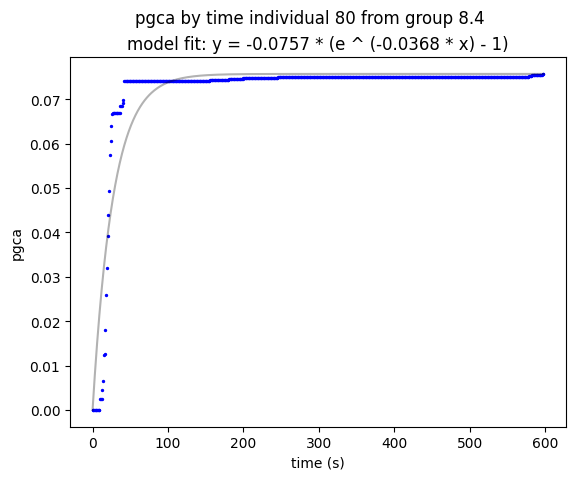 pgca by time individual 80 from group 8.4
model fit: y = -0.0757 * (e ^ (-0.0368 * x) - 1)
0.07
0.06
0.05
0.04
0.03
0.02
0.01
0.00
pgca
0 100 200 300 400 500 600
time (s)